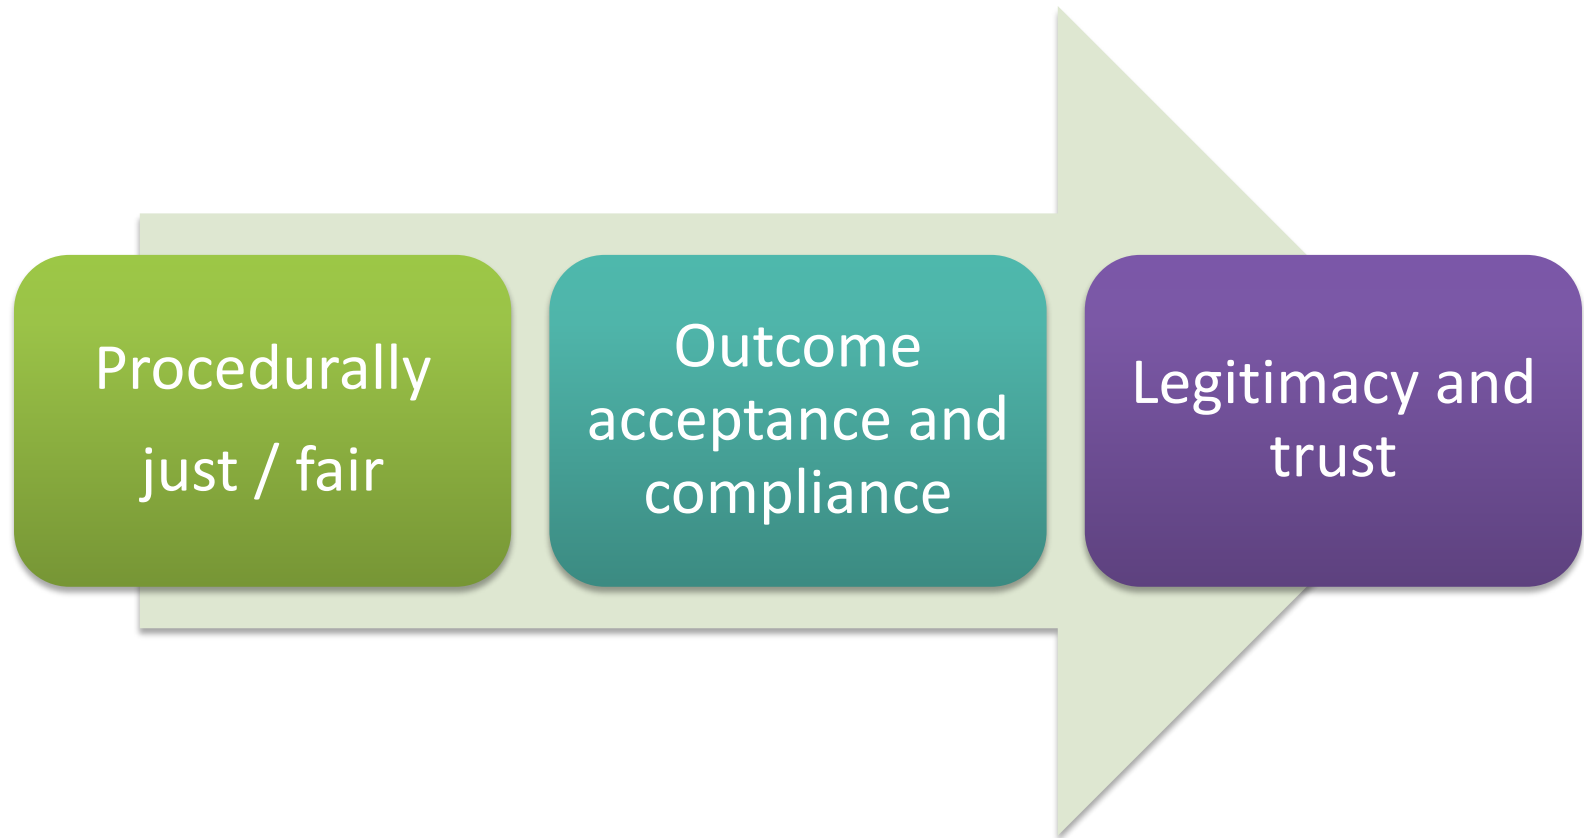 Procedurally
just / fair
Outcome
acceptance and
compliance
Legitimacy and
trust